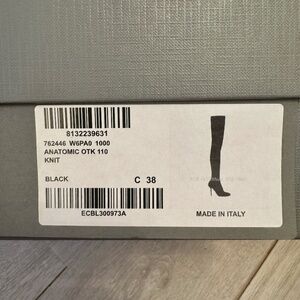 8132239631
762446 W6PA0 1000
ANATOMIC OTK 110
KNIT
BLACK C 38
ECBL300973A
MADE IN ITALY